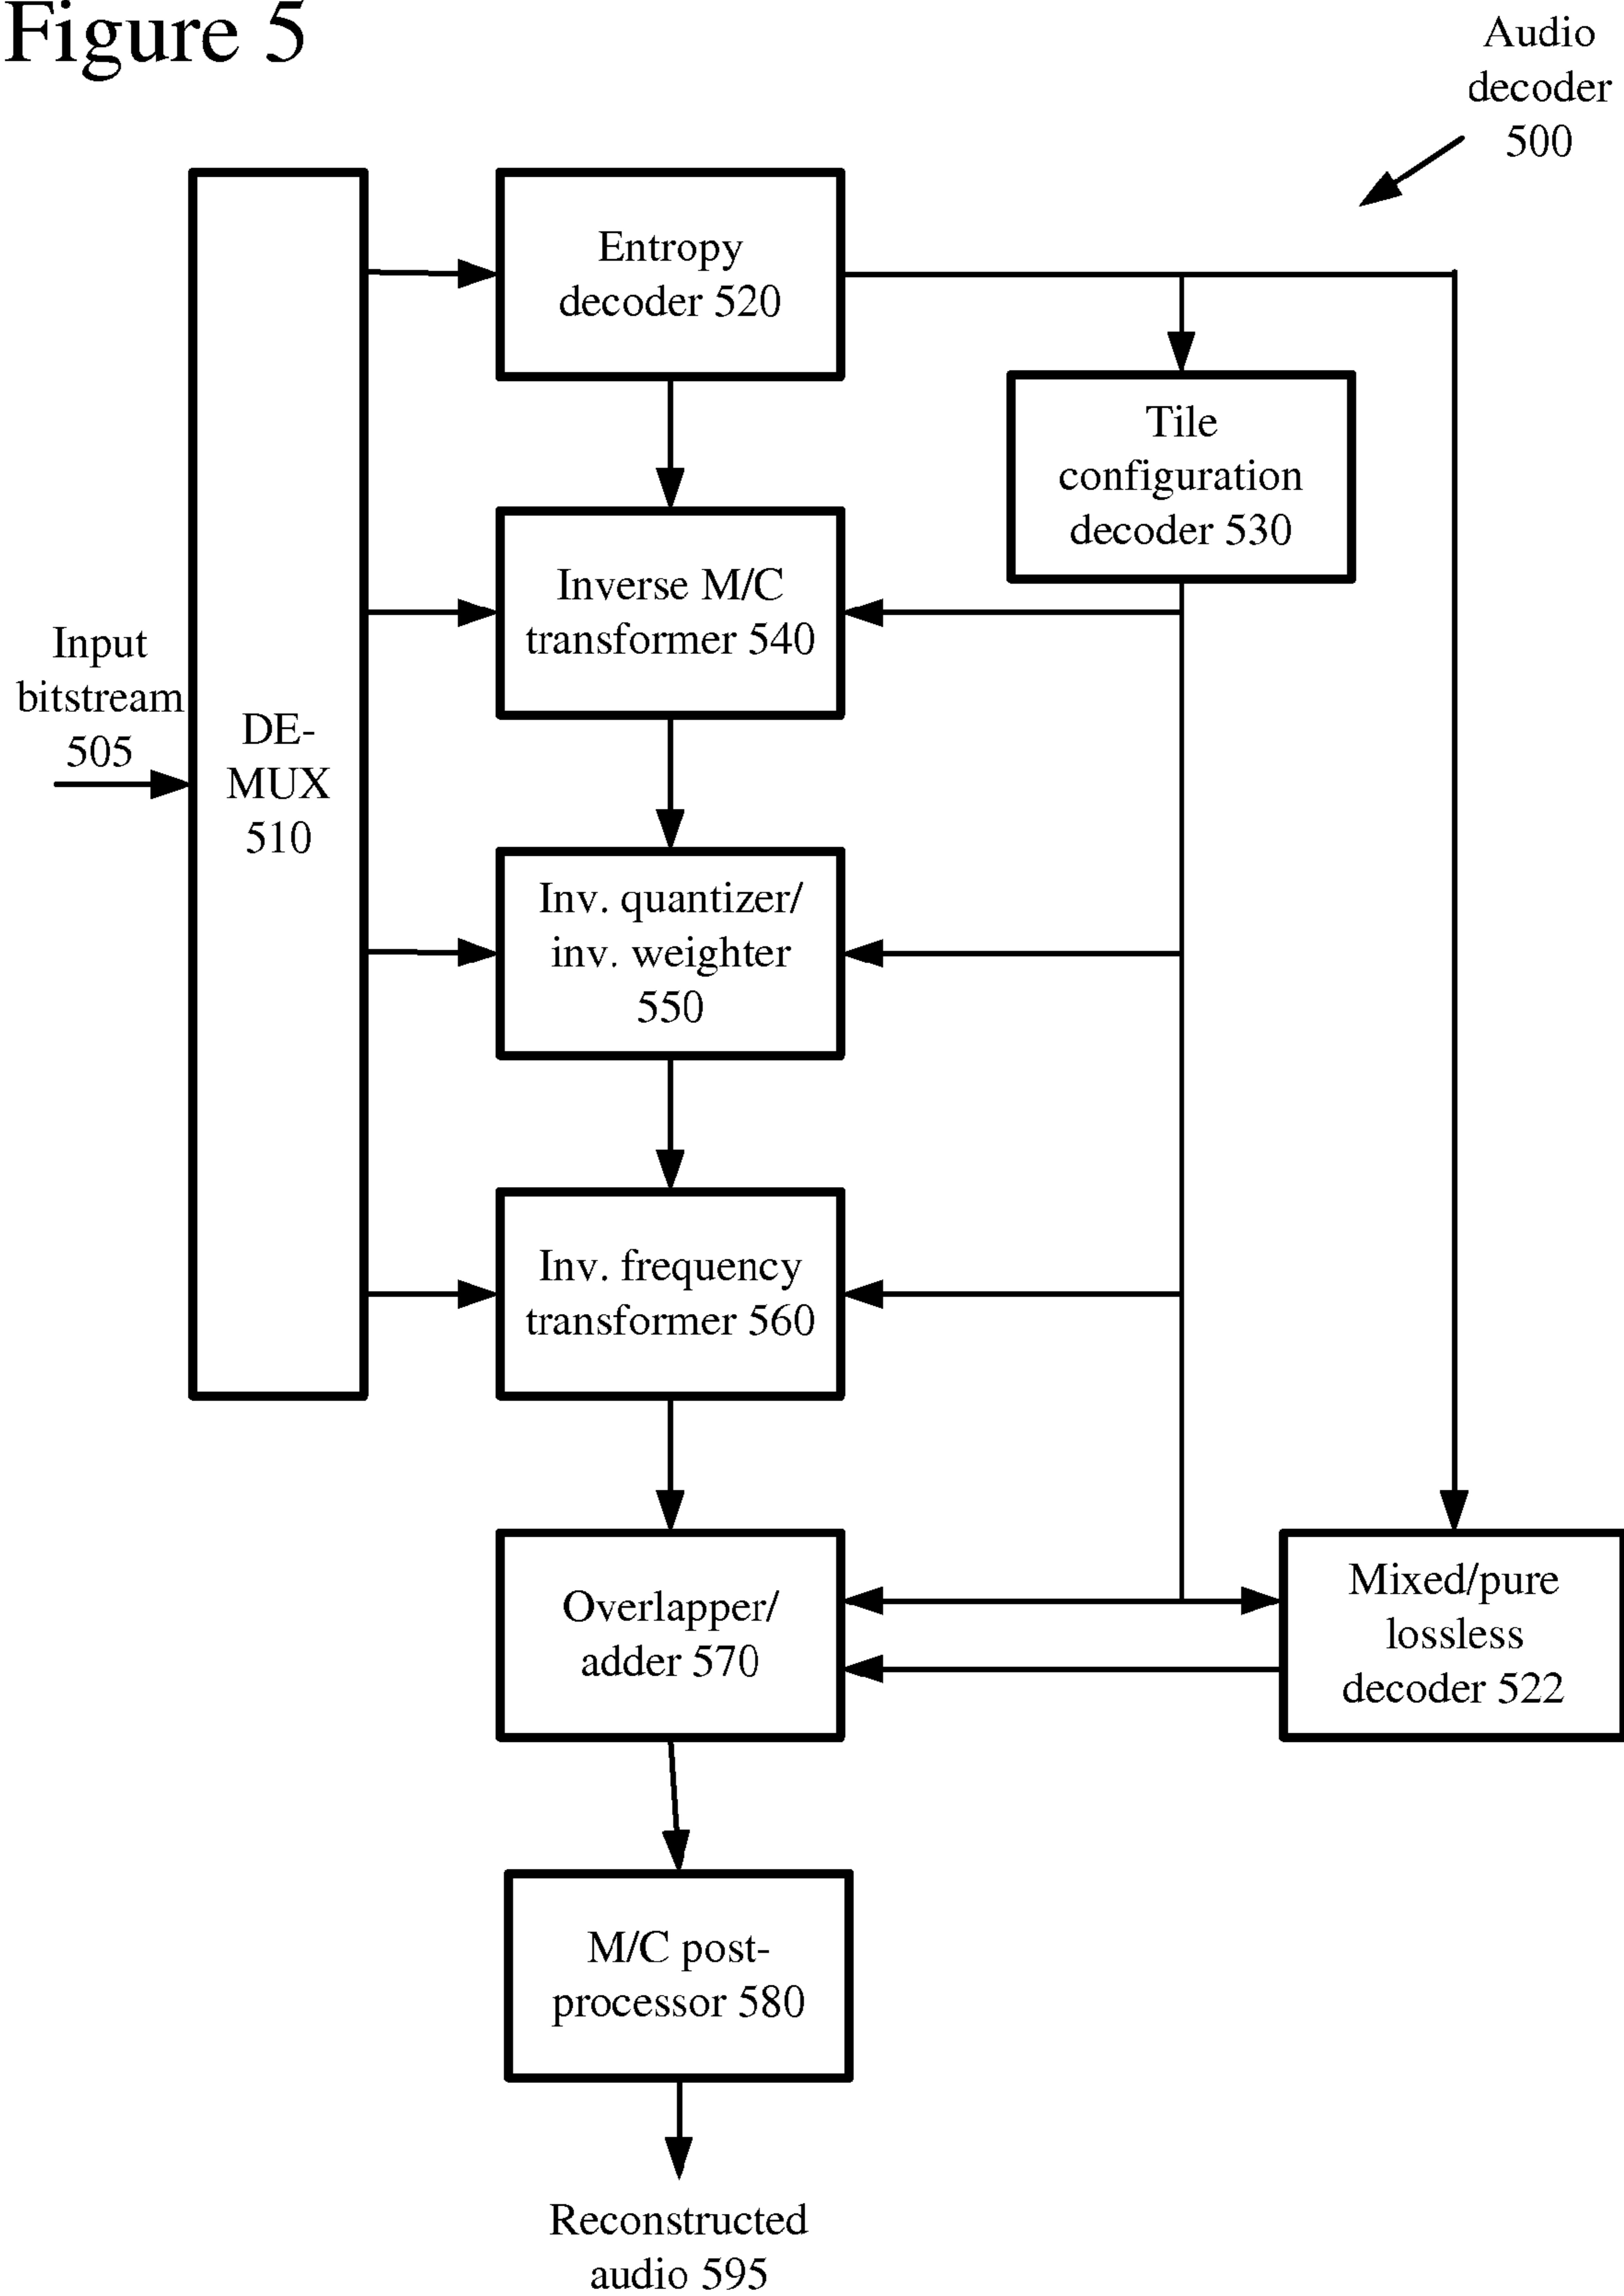 Figure 5
Audio
decoder
500
Entropy
decoder 520
Tile
configuration
decoder 530
Inverse M/C
transformer 540
Input
bitstream
505
DE-
MUX
510
Inv. quantizer/
inv. weighter
550
Inv. frequency
transformer 560
Overlapper/
adder 570
Mixed/pure
lossless
decoder 522
M/C post-
processor 580
Reconstructed
audio 595